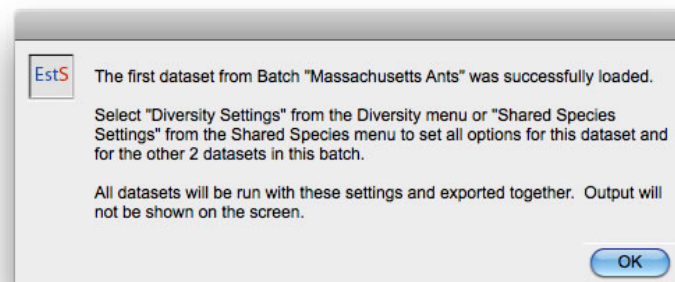 EstS
The first dataset from Batch "Massachusetts Ants" was successfully loaded.
Select "Diversity Settings" from the Diversity menu or "Shared Species
Settings" from the Shared Species menu to set all options for this dataset and
for the other 2 datasets in this batch.
All datasets will be run with these settings and exported together.  Output will
not be shown on the screen.
OK